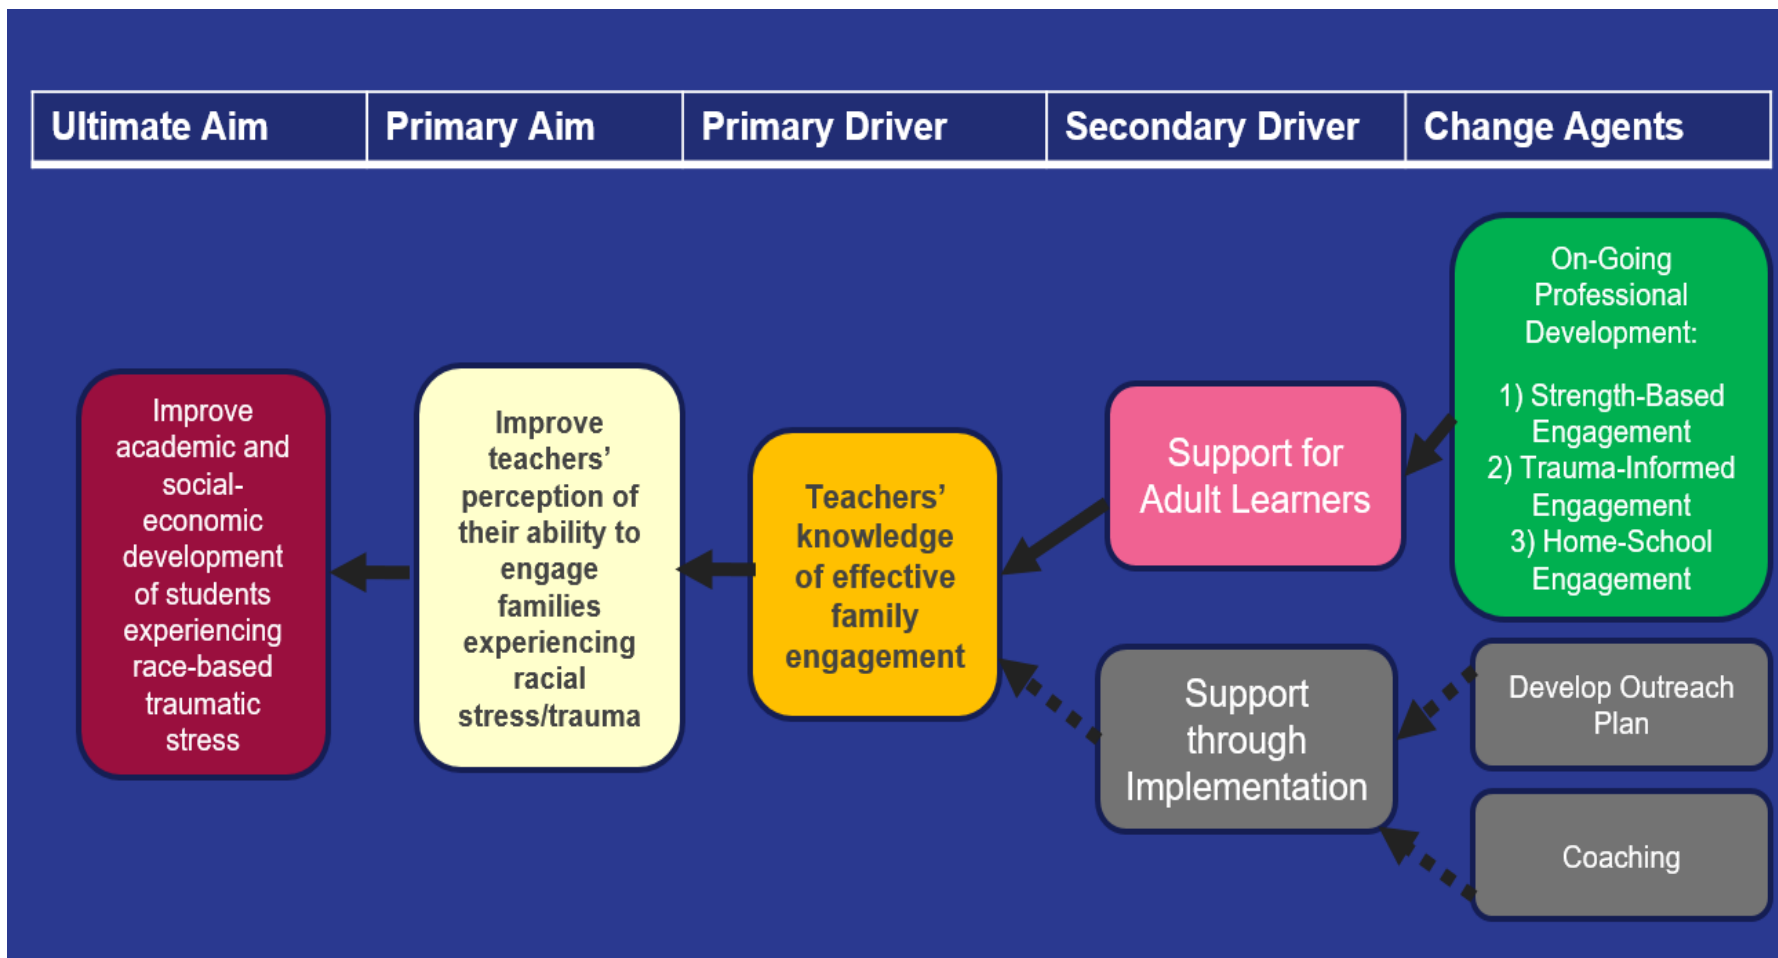 Ultimate Aim
Primary Aim
Primary Driver
Secondary Driver
Change Agents
Improve
academic and
social-
economic
development
of students
experiencing
race-based
traumatic
stress
Improve
teachers’
perception of
their ability to
engage
families
experiencing
racial
stress/trauma
Teachers’
knowledge
of effective
family
engagement
Support for
Adult Learners
Support
through
Implementation
On-Going
Professional
Development:
1) Strength-Based
Engagement
2) Trauma-Informed
Engagement
3) Home-School
Engagement
Develop Outreach
Plan
Coaching